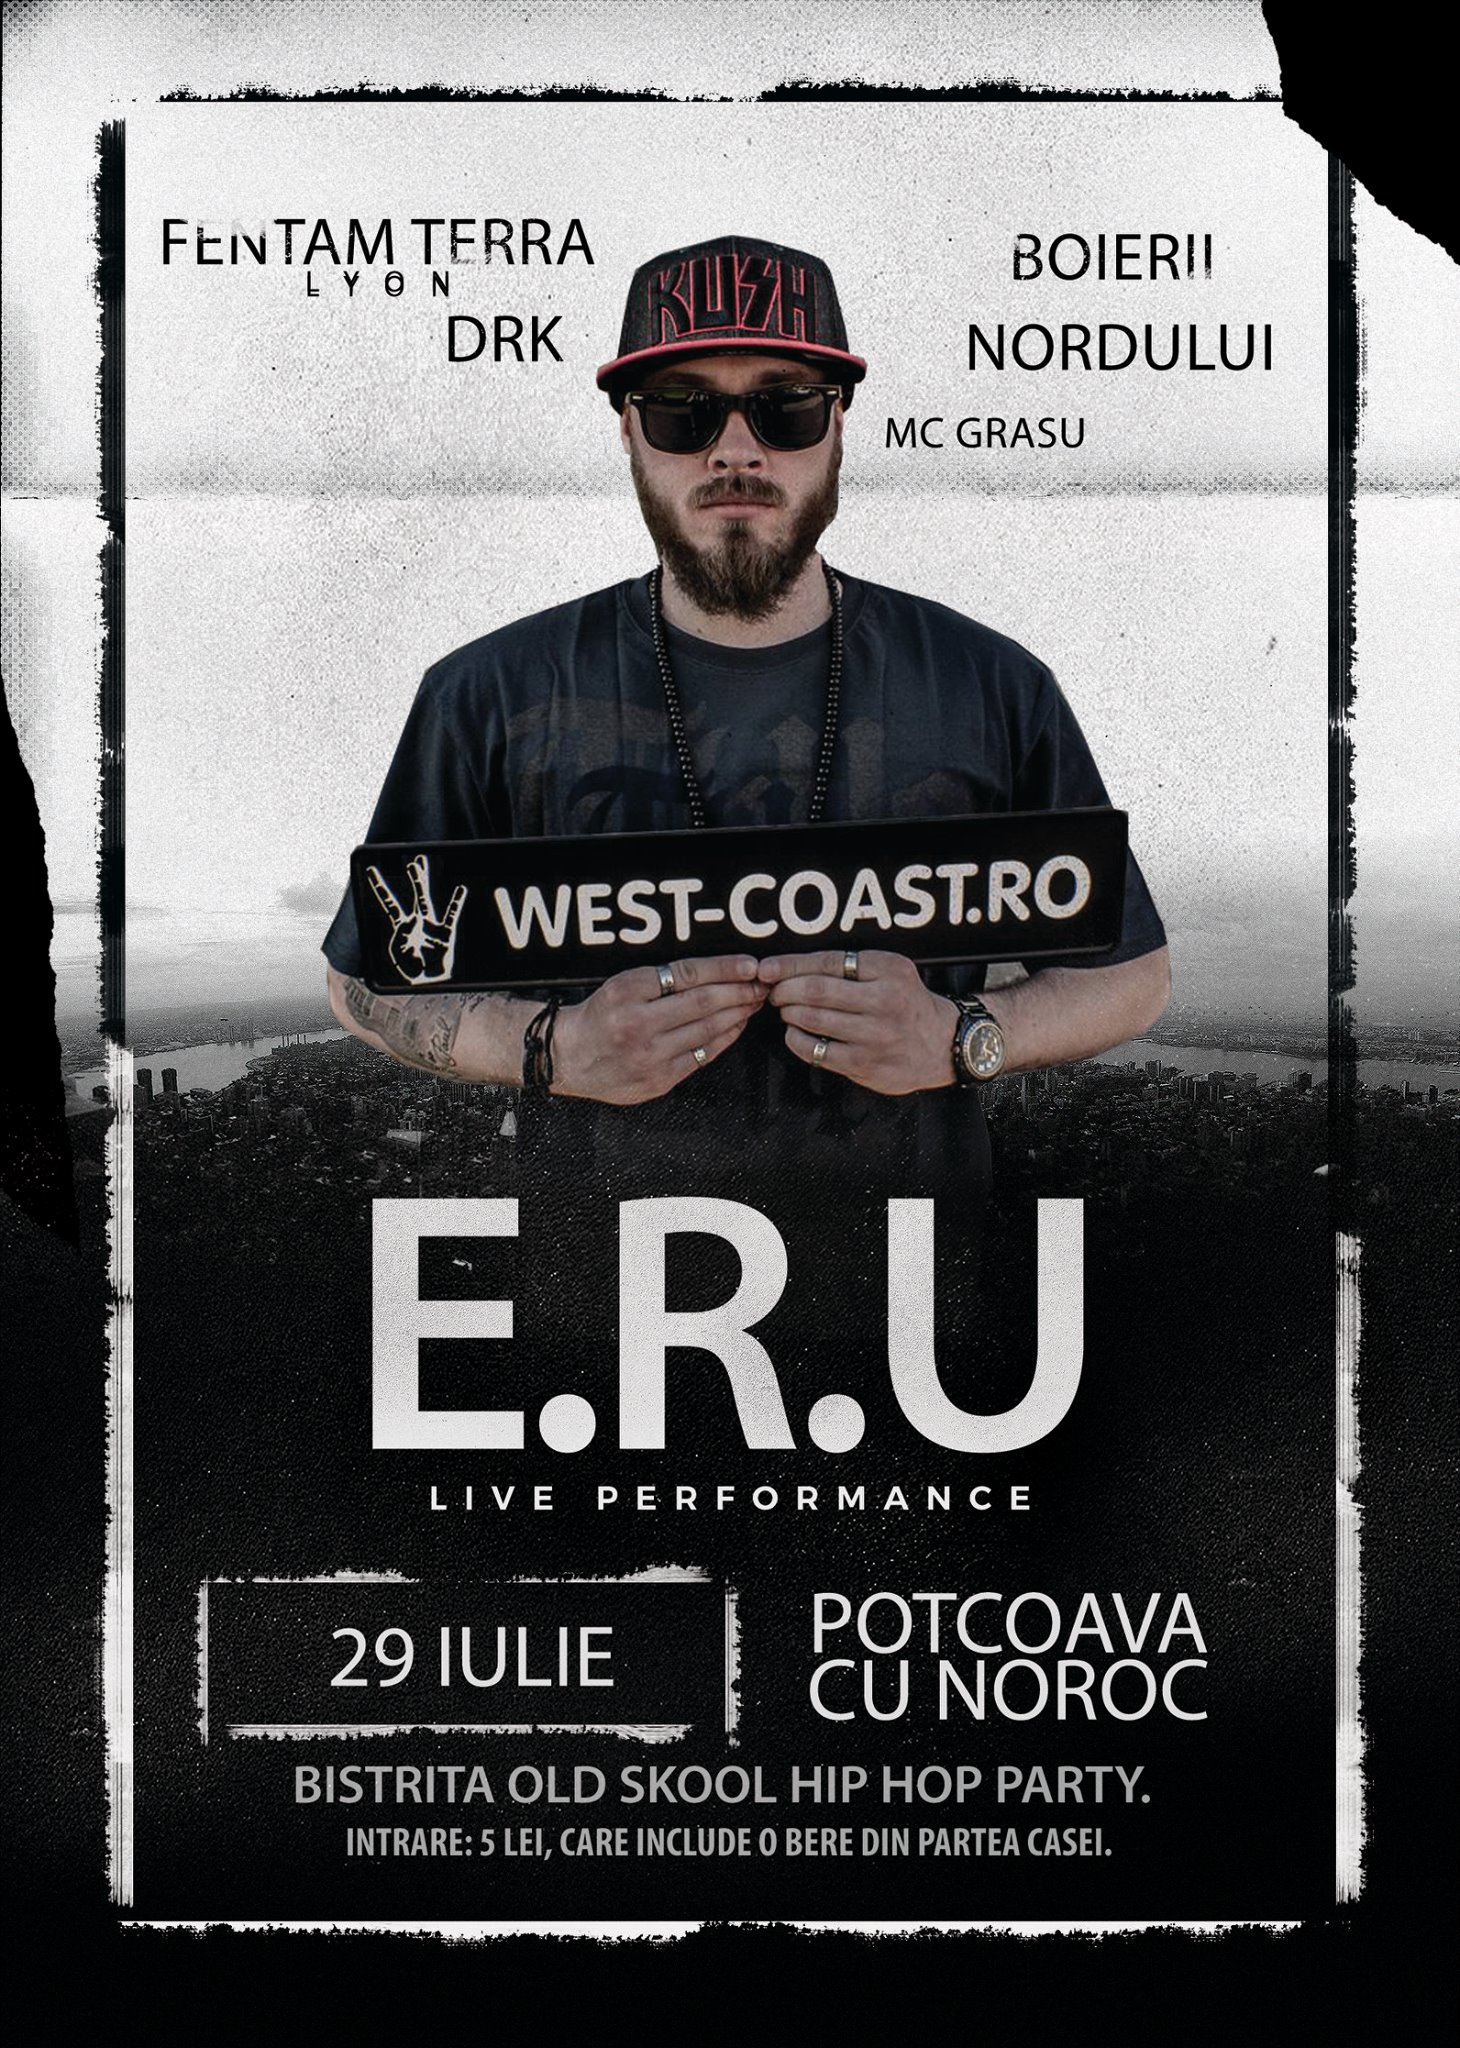 FENTAM TERRA
LYON
DRK
BOIERII
NORDULUI
MC GRASU
KUSH
WEST-COAST.RO
E.R.U
LIVE PERFORMANCE
29 IULIE
POTCOAVA
CU NOROC
BISTRITA OLD SKOOL HIP HOP PARTY.
INTRARE: 5 LEI, CARE INCLUDE O BERE DIN PARTEA CASEI.